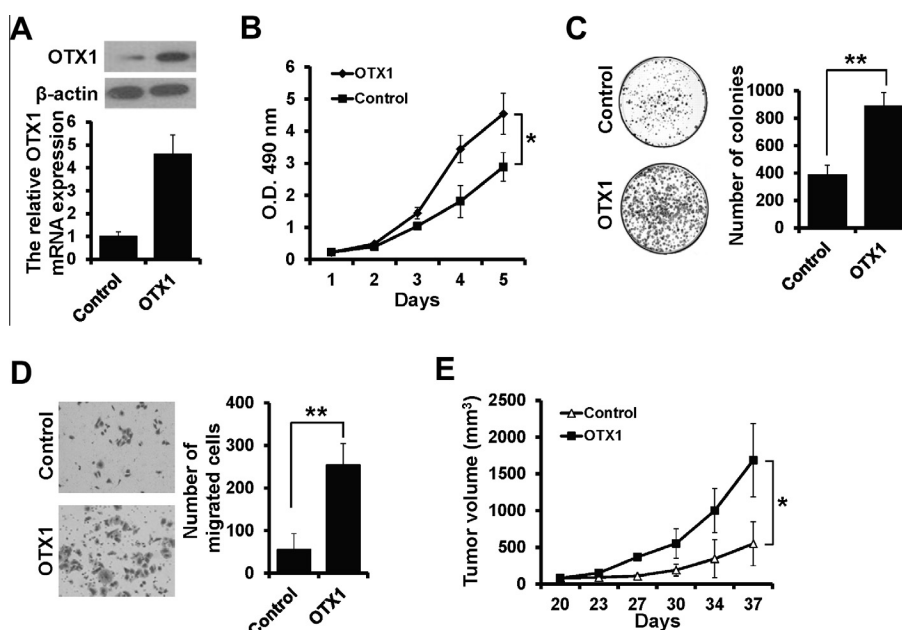 A
OTX1
β-actin
The relative OTX1
mRNA expression
6
5
4
3
2
1
0
Control
OTX1
B
O.D. 490 nm
6
5
4
3
2
1
0
OTX1
Control
*
1 2 3 4 5
Days
C
Control
OTX1
Number of colonies
1000
800
600
400
200
0
**
Control
OTX1
D
Control
OTX1
Number of
migrated cells
400
300
200
100
0
**
Control
OTX1
E
Tumor volume (mm³)
2500
2000
1500
1000
500
0
Control
OTX1
*
20 23 27 30 34 37
Days